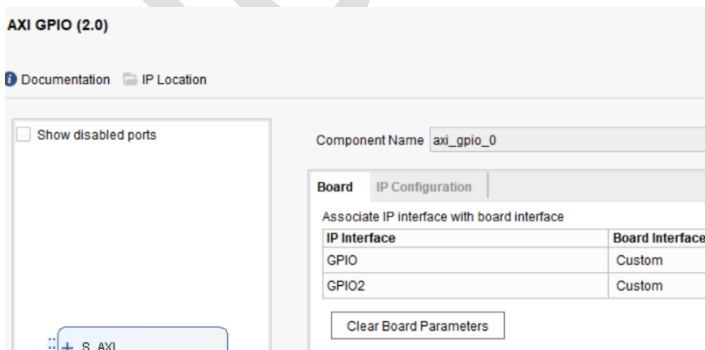 AXI GPIO (2.0)
Documentation IP Location
Show disabled ports
Component Name axi_gpio_0
Board IP Configuration
Associate IP interface with board interface
IP Interface Board Interface
GPIO Custom
GPIO2 Custom
Clear Board Parameters
S_AXI